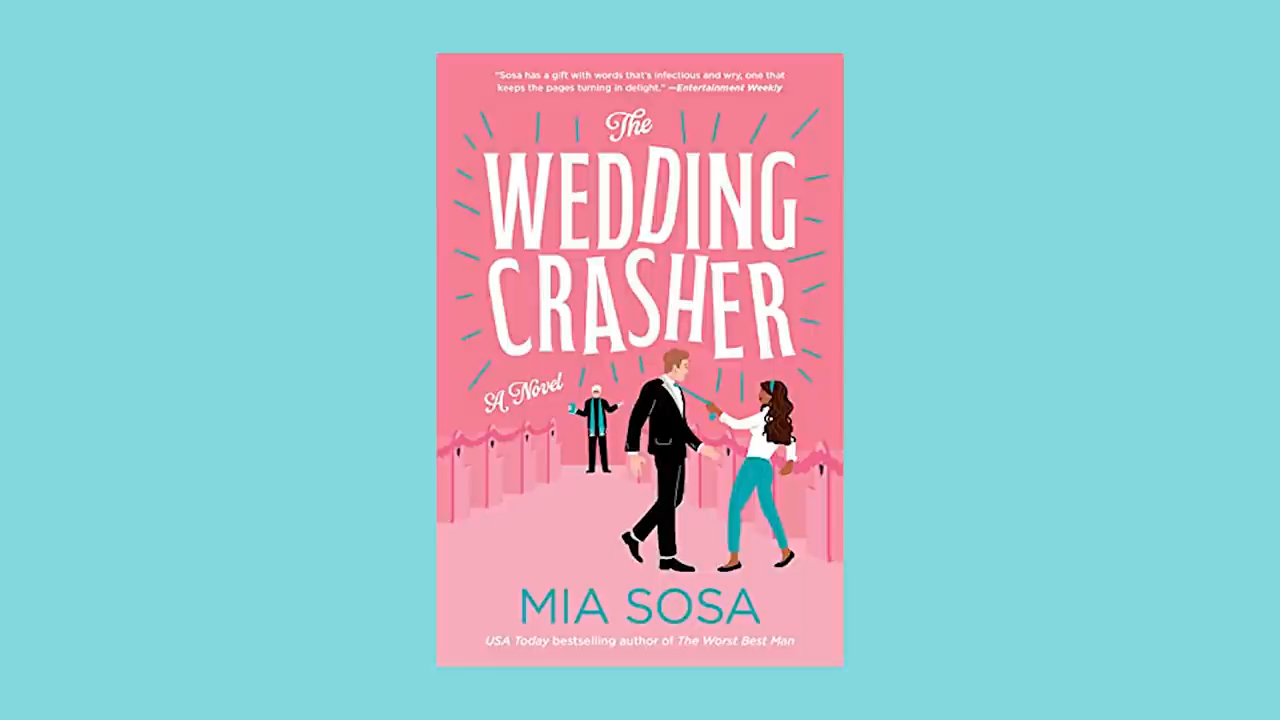 "Sosa has a gift with words that's infectious and wry, one that
keeps the pages turning in delight." —Entertainment Weekly
The
WEDDING
CRASHER
A Novel
MIA SOSA
USA Today bestselling author of The Worst Best Man